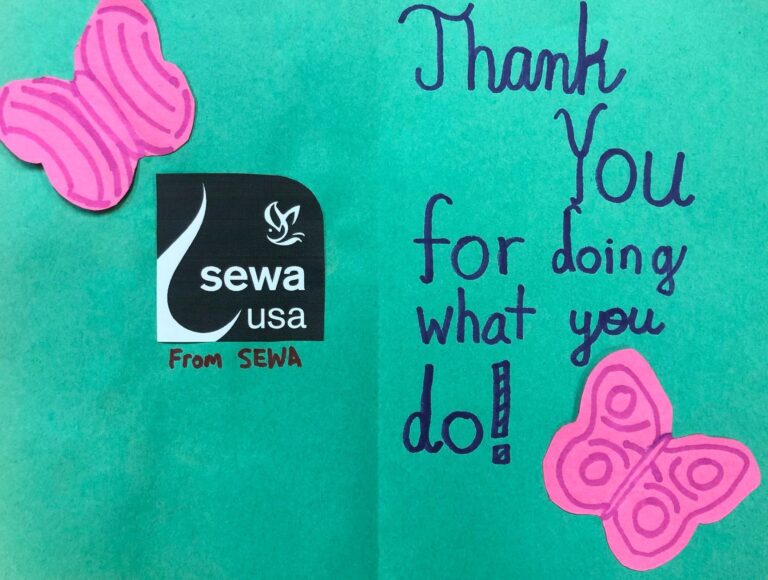 sewa
usa
From SEWA
Thank
You
for doing
what you
do!